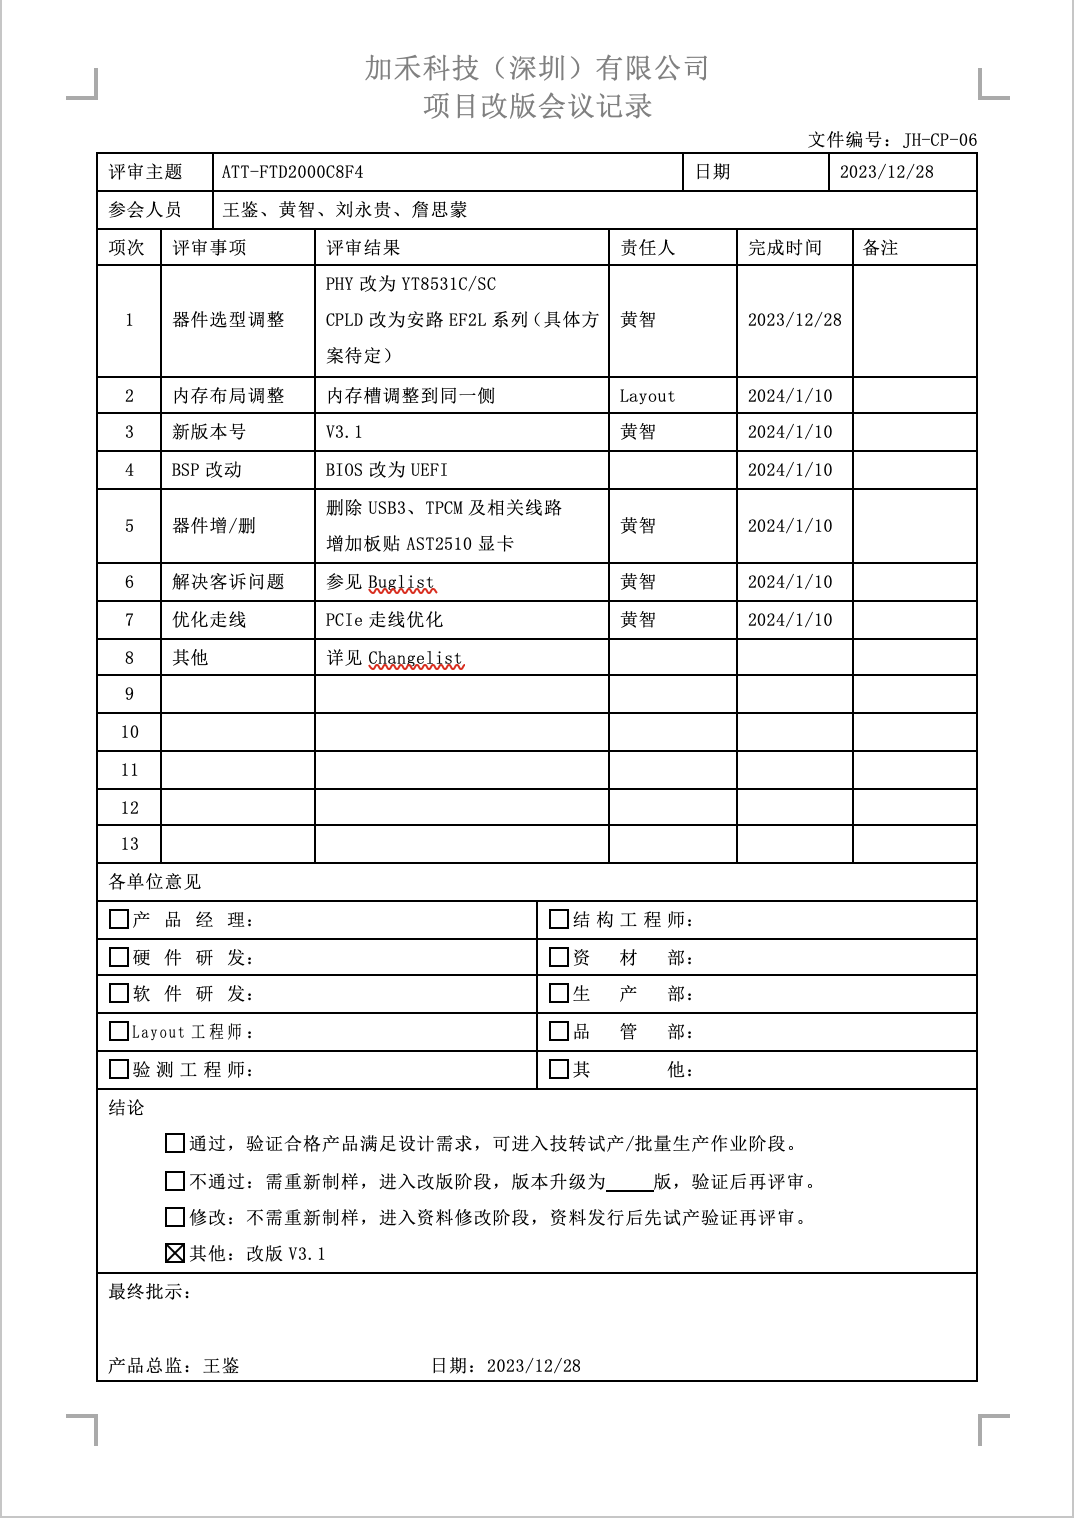 加禾科技（深圳）有限公司
项目改版会议记录
文件编号：JH-CP-06
评审主题 ATT-FTD2000C8F4 日期 2023/12/28
参会人员 王鉴、黄智、刘永贵、詹思蒙
项次 评审事项 评审结果 责任人 完成时间 备注
PHY 改为 YT8531C/SC
1 器件选型调整 CPLD 改为安路 EF2L 系列（具体方 黄智 2023/12/28
案待定）
2 内存布局调整 内存槽调整到同一侧 Layout 2024/1/10
3 新版本号 V3.1 黄智 2024/1/10
4 BSP 改动 BIOS 改为 UEFI 2024/1/10
删除 USB3、TPCM 及相关线路
5 器件增/删 黄智 2024/1/10
增加板贴 AST2510 显卡
6 解决客诉问题 参见 Buglist 黄智 2024/1/10
7 优化走线 PCIe 走线优化 黄智 2024/1/10
8 其他 详见 Changelist
9
10
11
12
13
各单位意见
☐产 品 经 理： ☐结构工程师：
☐硬 件 研 发： ☐资 材 部：
☐软 件 研 发： ☐生 产 部：
☐Layout 工程师： ☐品 管 部：
☐验测工程师： ☐其 他：
结论
☐通过，验证合格产品满足设计需求，可进入技转试产/批量生产作业阶段。
☐不通过：需重新制样，进入改版阶段，版本升级为_____版，验证后再评审。
☐修改：不需重新制样，进入资料修改阶段，资料发行后先试产验证再评审。
☒其他：改版 V3.1
最终批示：
产品总监：王鉴 日期：2023/12/28